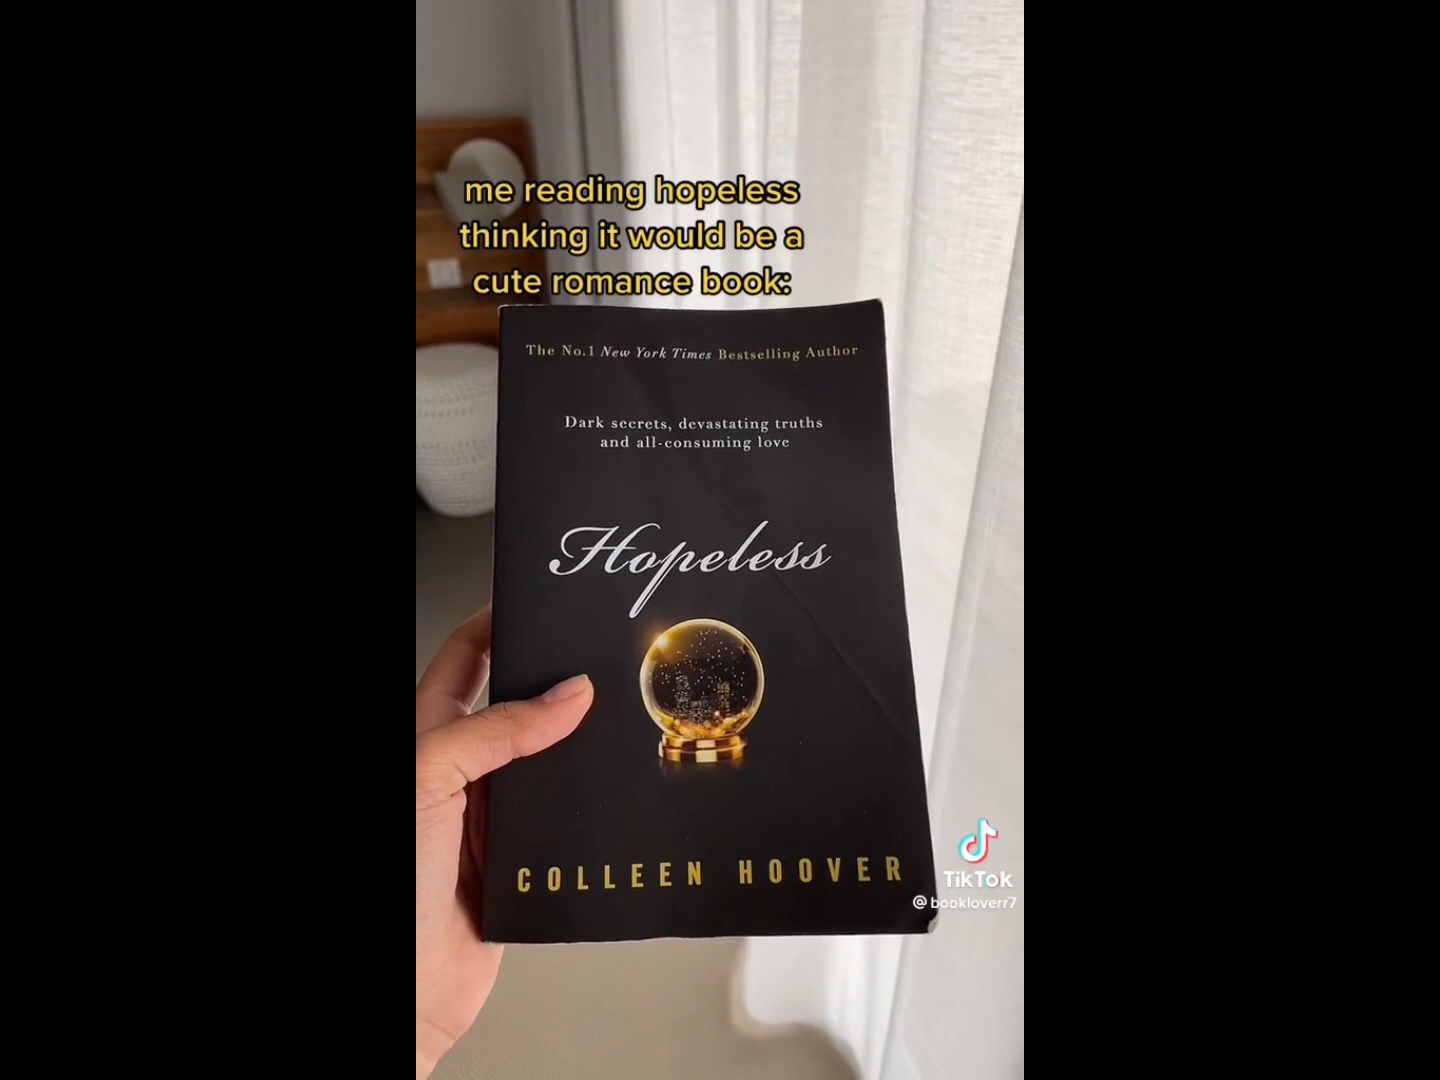 me reading hopeless
thinking it would be a
cute romance book:
The No.1 New York Times Bestselling Author
Dark secrets, devastating truths
and all-consuming love
Hopeless
COLLEEN HOOVER
TikTok
@bookloverr7